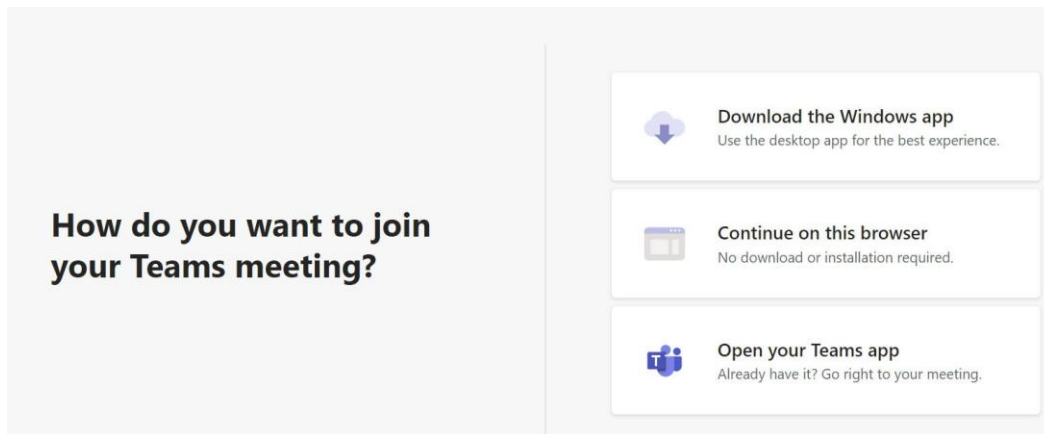 How do you want to join
your Teams meeting?
Download the Windows app
Use the desktop app for the best experience.
Continue on this browser
No download or installation required.
T
Open your Teams app
Already have it? Go right to your meeting.